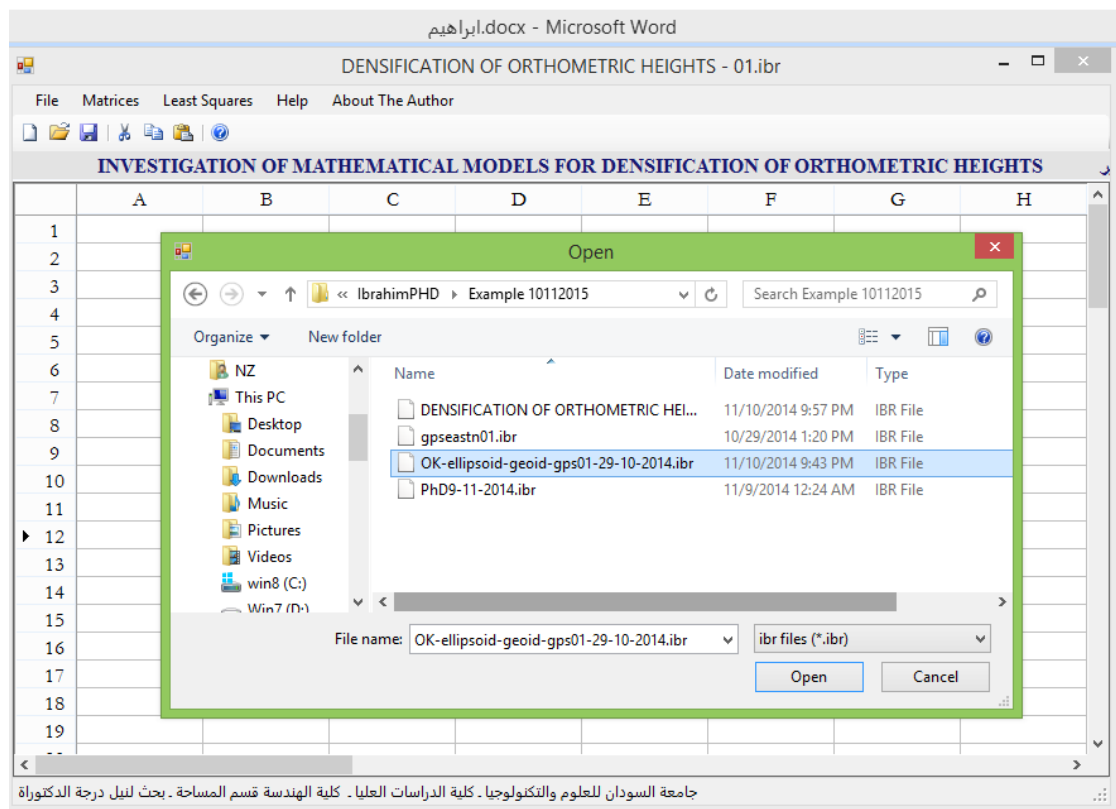 ابراهيم.docx - Microsoft Word
DENSIFICATION OF ORTHOMETRIC HEIGHTS - 01.ibr
File Matrices Least Squares Help About The Author
INVESTIGATION OF MATHEMATICAL MODELS FOR DENSIFICATION OF ORTHOMETRIC HEIGHTS
A B C D E F G H
1
2
3
4
5
6
7
8
9
10
11
12
13
14
15
16
17
18
19
Open
« IbrahimPHD Example 10112015
Search Example 10112015
Organize New folder
NZ
This PC
Desktop
Documents
Downloads
Music
Pictures
Videos
win8 (C:)
Win7 (D:)
Name Date modified Type
DENSIFICATION OF ORTHOMETRIC HEI... 11/10/2014 9:57 PM IBR File
gpseastn01.ibr 10/29/2014 1:20 PM IBR File
OK-ellipsoid-geoid-gps01-29-10-2014.ibr 11/10/2014 9:43 PM IBR File
PhD9-11-2014.ibr 11/9/2014 12:24 AM IBR File
File name: OK-ellipsoid-geoid-gps01-29-10-2014.ibr ibr files (*.ibr)
Open Cancel
جامعة السودان للعلوم والتكنولوجيا ـ كلية الدراسات العليا ـ كلية الهندسة قسم المساحة ـ بحث لنيل درجة الدكتوراة